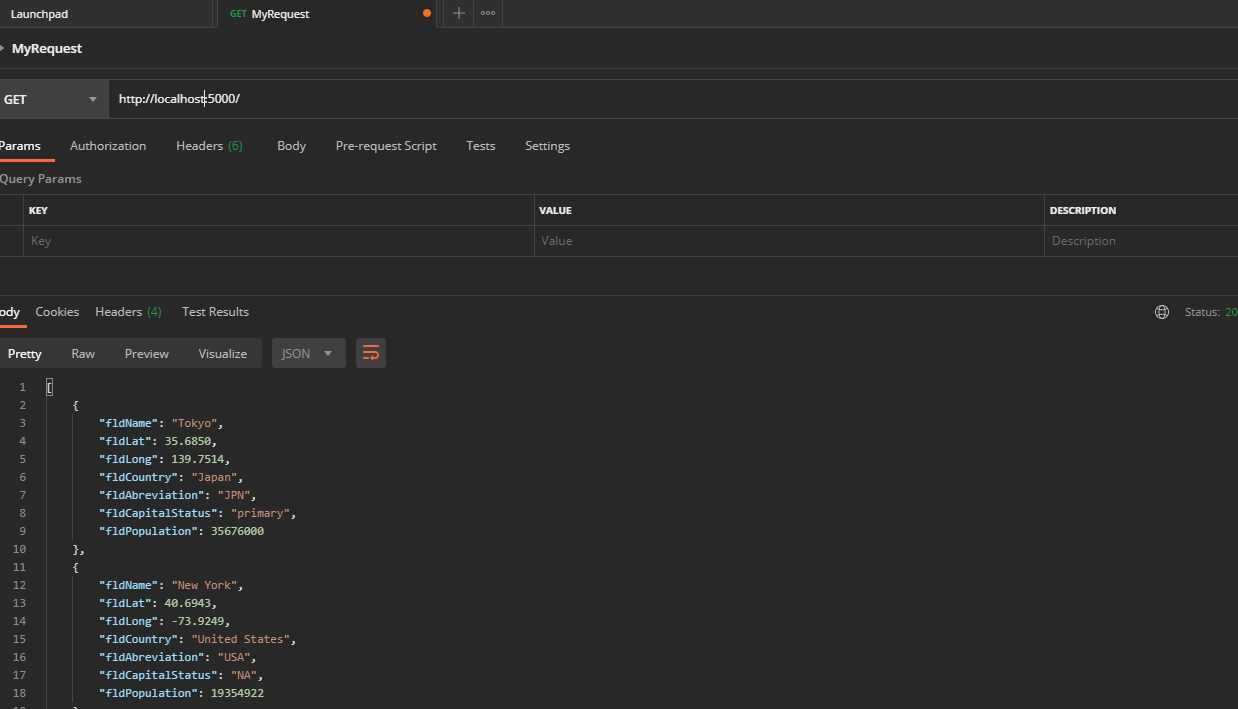 Launchpad GET MyRequest
MyRequest
GET http://localhost:5000/
Params Authorization Headers (6) Body Pre-request Script Tests Settings
Query Params
KEY VALUE DESCRIPTION
Key Value Description
ody Cookies Headers (4) Test Results Status: 20
Pretty Raw Preview Visualize JSON
1 [
2 {
3 "fldName": "Tokyo",
4 "fldLat": 35.6850,
5 "fldLong": 139.7514,
6 "fldCountry": "Japan",
7 "fldAbreviation": "JPN",
8 "fldCapitalStatus": "primary",
9 "fldPopulation": 35676000
10 },
11 {
12 "fldName": "New York",
13 "fldLat": 40.6943,
14 "fldLong": -73.9249,
15 "fldCountry": "United States",
16 "fldAbreviation": "USA",
17 "fldCapitalStatus": "NA",
18 "fldPopulation": 19354922